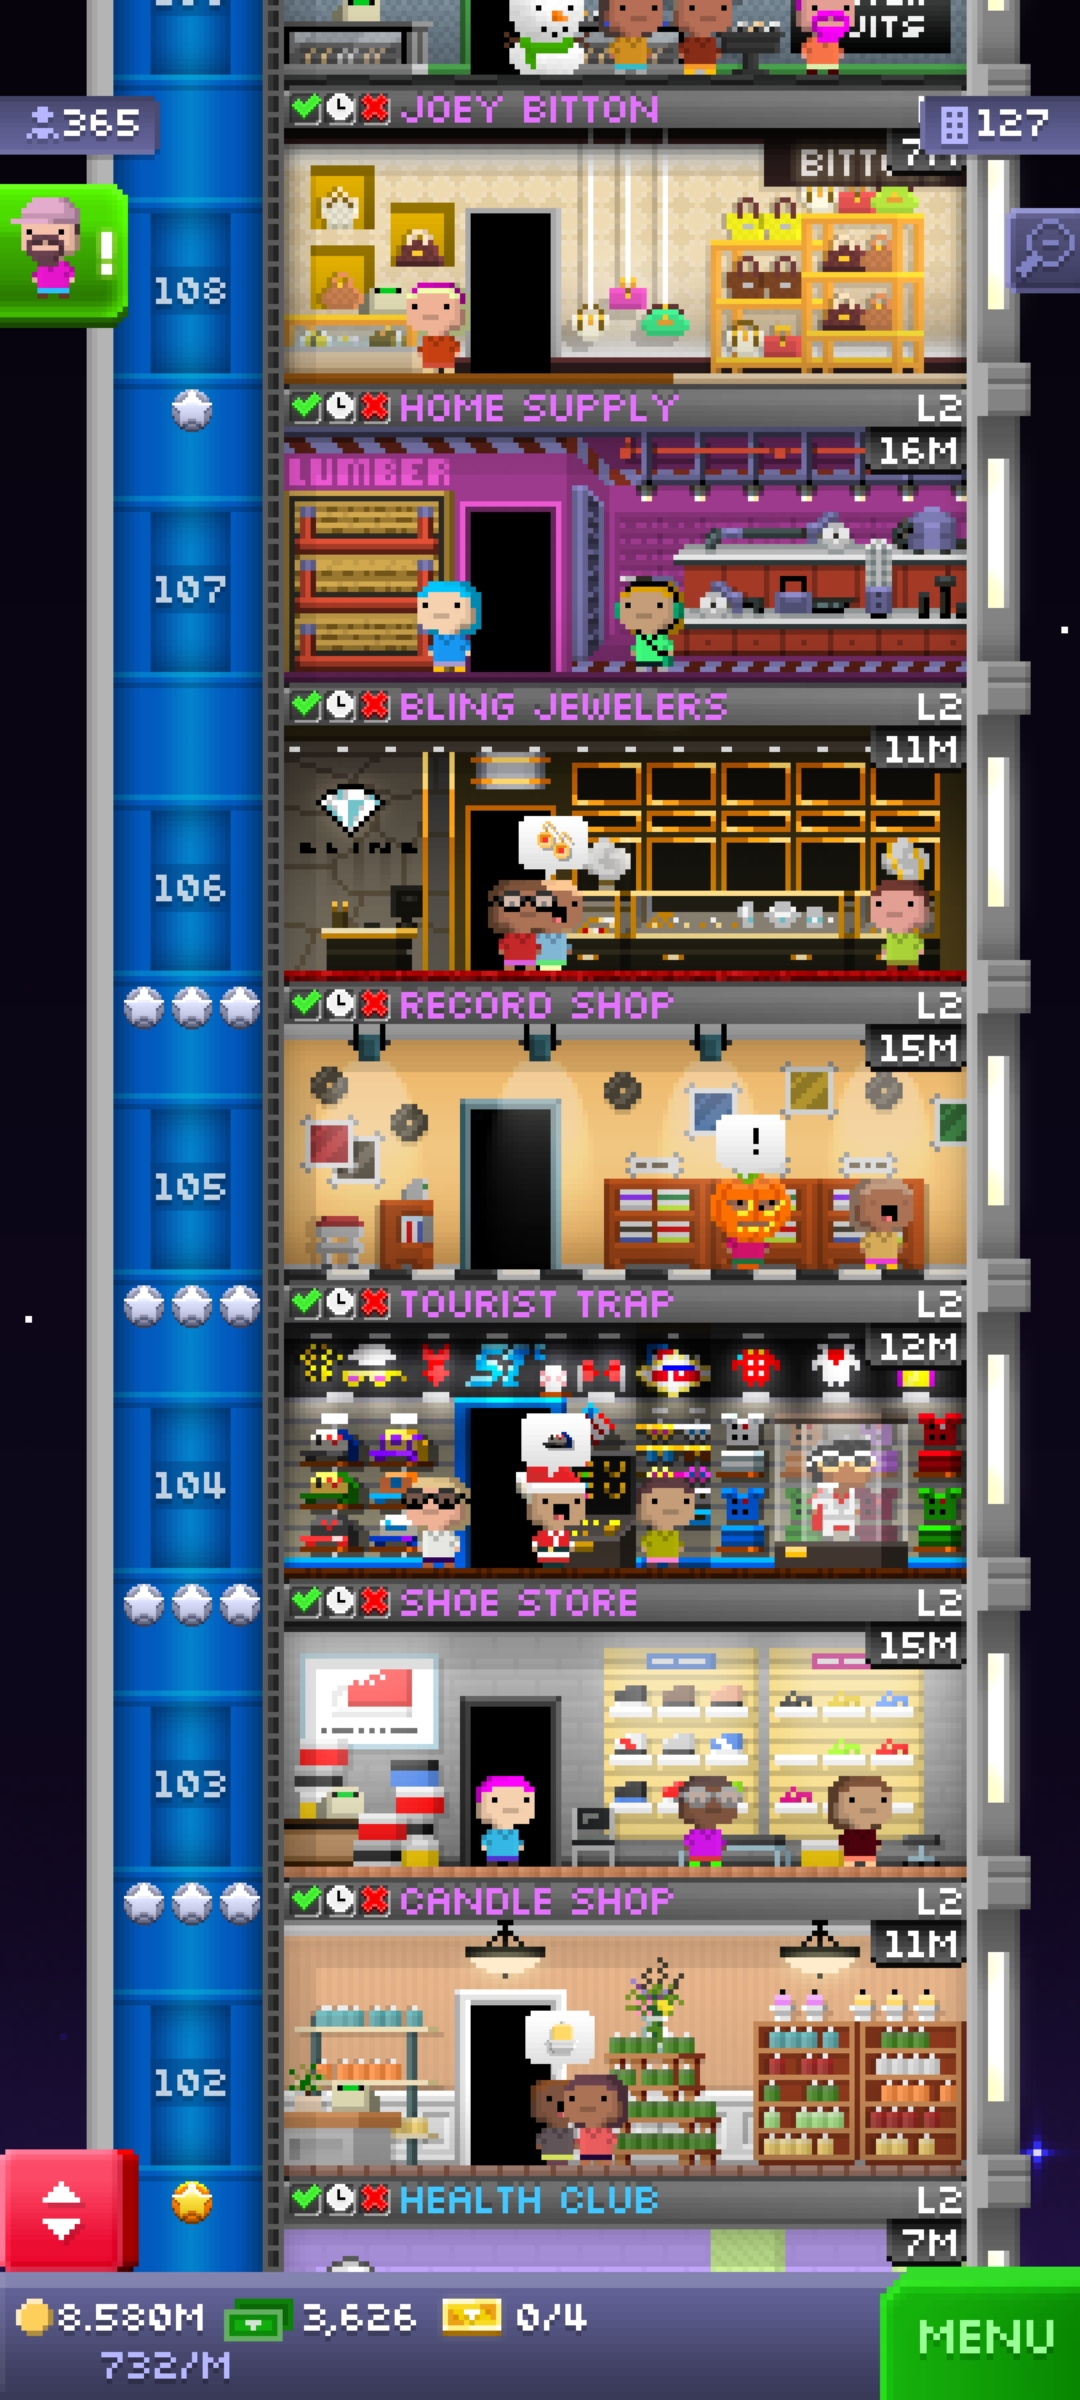 UITS
JOEY BITTON
365
127
BITT
!
108
HOME SUPPLY L2
16M
LUMBER
107
BLING JEWELERS L2
11M
BLING
106
RECORD SHOP L2
15M
!
105
TOURIST TRAP L2
12M
104
SHOE STORE L2
15M
103
CANDLE SHOP L2
11M
102
HEALTH CLUB L2
7M
8.580M 3,626 0/4
732/M
MENU